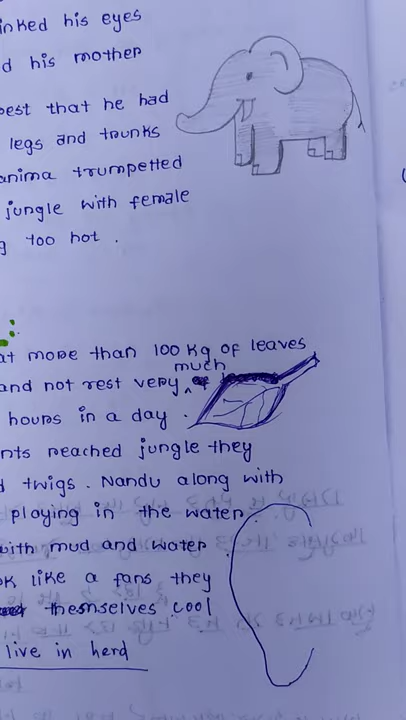 inked his eyes
d his mother
best that he had
legs and trunks
anima trumpetted
jungle with female
g too hot .
at more than 100 Kg of leaves
much
and not rest very
hours in a day .
nts reached jungle they
d twigs . Nandu along with
playing in the water .
with mud and water .
ok like a fans they
themselves cool
live in herd